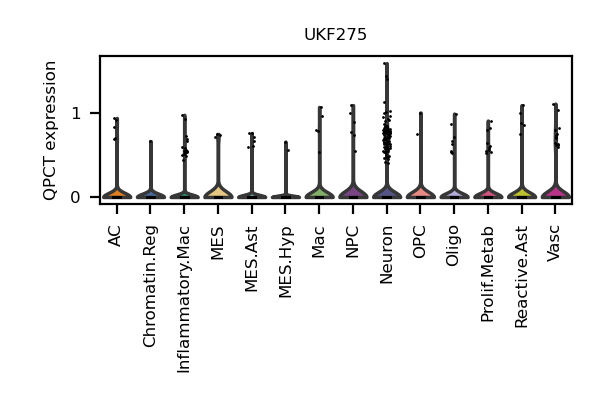 UKF275
QPCT expression
1
0
AC
Chromatin.Reg
Inflammatory.Mac
MES
MES.Ast
MES.Hyp
Mac
NPC
Neuron
OPC
Oligo
Prolif.Metab
Reactive.Ast
Vasc